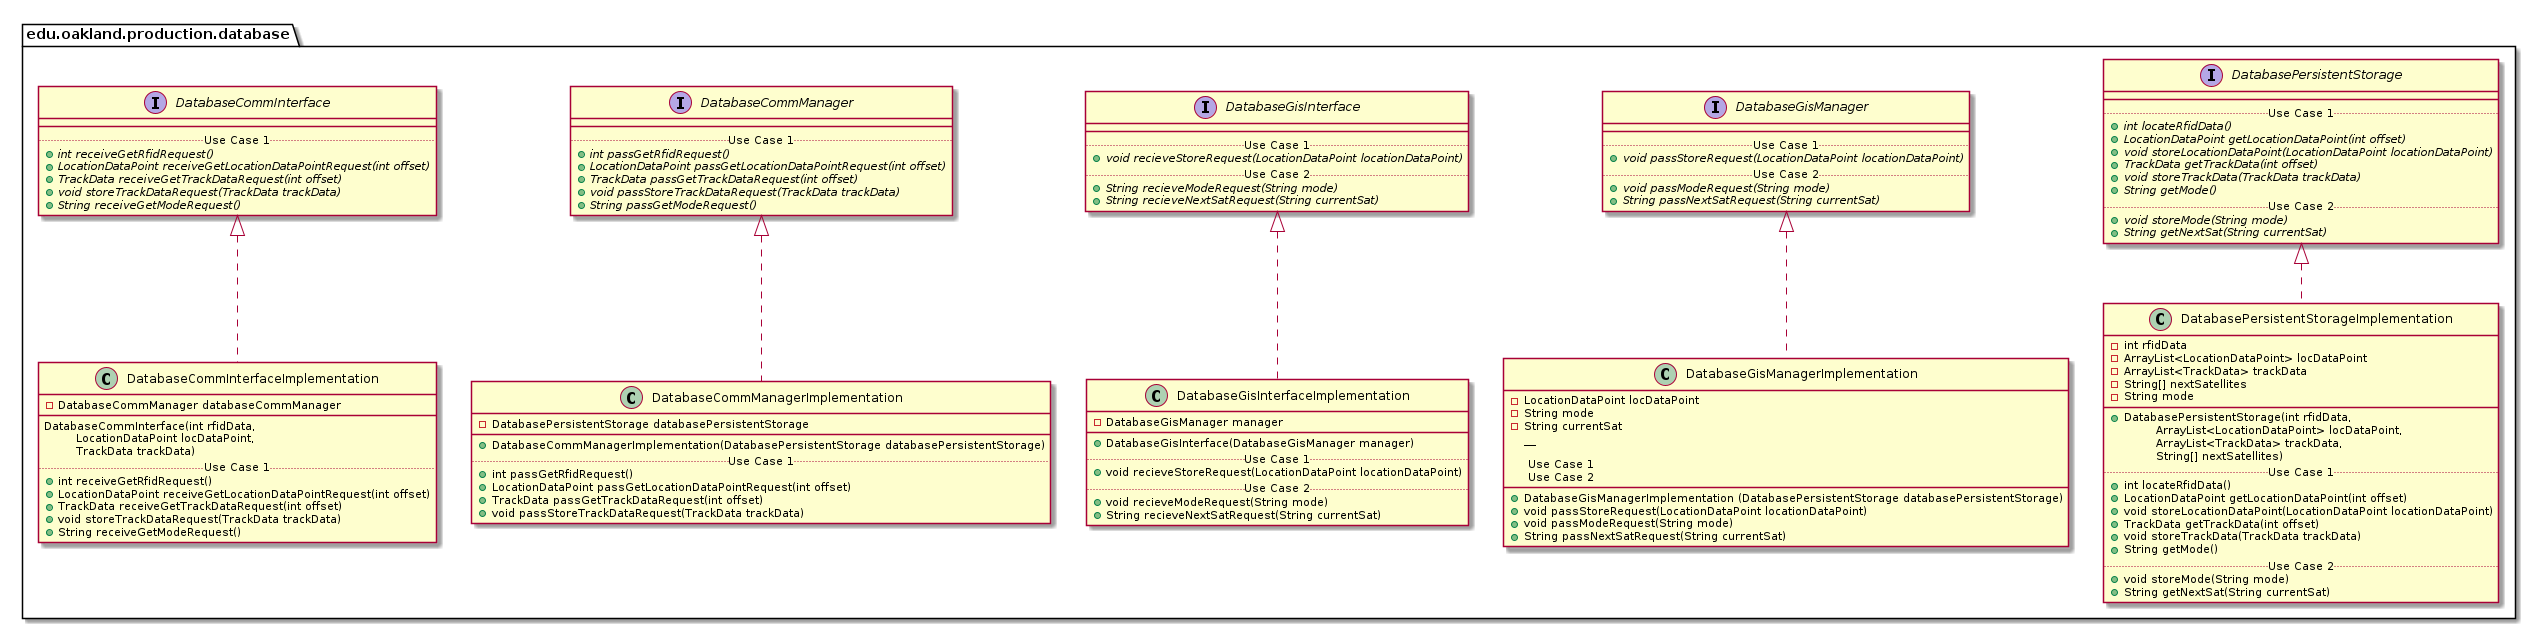 edu.oakland.production.database
I DatabaseCommInterface
Use Case 1
int receiveGetRfidRequest()
LocationDataPoint receiveGetLocationDataPointRequest(int offset)
TrackData receiveGetTrackDataRequest(int offset)
void storeTrackDataRequest(TrackData trackData)
String receiveGetModeRequest()
I DatabaseCommManager
Use Case 1
int passGetRfidRequest()
LocationDataPoint passGetLocationDataPointRequest(int offset)
TrackData passGetTrackDataRequest(int offset)
void passStoreTrackDataRequest(TrackData trackData)
String passGetModeRequest()
I DatabaseGisInterface
Use Case 1
void recieveStoreRequest(LocationDataPoint locationDataPoint)
Use Case 2
String recieveModeRequest(String mode)
String recieveNextSatRequest(String currentSat)
I DatabaseGisManager
Use Case 1
void passStoreRequest(LocationDataPoint locationDataPoint)
Use Case 2
void passModeRequest(String mode)
String passNextSatRequest(String currentSat)
I DatabasePersistentStorage
Use Case 1
int locateRfidData()
LocationDataPoint getLocationDataPoint(int offset)
void storeLocationDataPoint(LocationDataPoint locationDataPoint)
TrackData getTrackData(int offset)
void storeTrackData(TrackData trackData)
String getMode()
Use Case 2
void storeMode(String mode)
String getNextSat(String currentSat)
C DatabaseCommInterfaceImplementation
DatabaseCommManager databaseCommManager
DatabaseCommInterface(int rfidData,
LocationDataPoint locDataPoint,
TrackData trackData)
Use Case 1
int receiveGetRfidRequest()
LocationDataPoint receiveGetLocationDataPointRequest(int offset)
TrackData receiveGetTrackDataRequest(int offset)
void storeTrackDataRequest(TrackData trackData)
String receiveGetModeRequest()
C DatabaseCommManagerImplementation
DatabasePersistentStorage databasePersistentStorage
DatabaseCommManagerImplementation(DatabasePersistentStorage databasePersistentStorage)
Use Case 1
int passGetRfidRequest()
LocationDataPoint passGetLocationDataPointRequest(int offset)
TrackData passGetTrackDataRequest(int offset)
void passStoreTrackDataRequest(TrackData trackData)
C DatabaseGisInterfaceImplementation
DatabaseGisManager manager
DatabaseGisInterface(DatabaseGisManager manager)
Use Case 1
void recieveStoreRequest(LocationDataPoint locationDataPoint)
Use Case 2
void recieveModeRequest(String mode)
String recieveNextSatRequest(String currentSat)
C DatabaseGisManagerImplementation
LocationDataPoint locDataPoint
String mode
String currentSat
__
Use Case 1
Use Case 2
DatabaseGisManagerImplementation (DatabasePersistentStorage databasePersistentStorage)
void passStoreRequest(LocationDataPoint locationDataPoint)
void passModeRequest(String mode)
String passNextSatRequest(String currentSat)
C DatabasePersistentStorageImplementation
int rfidData
ArrayList<LocationDataPoint> locDataPoint
ArrayList<TrackData> trackData
String[] nextSatellites
String mode
DatabasePersistentStorage(int rfidData,
ArrayList<LocationDataPoint> locDataPoint,
ArrayList<TrackData> trackData,
String[] nextSatellites)
Use Case 1
int locateRfidData()
LocationDataPoint getLocationDataPoint(int offset)
void storeLocationDataPoint(LocationDataPoint locationDataPoint)
TrackData getTrackData(int offset)
void storeTrackData(TrackData trackData)
String getMode()
Use Case 2
void storeMode(String mode)
String getNextSat(String currentSat)